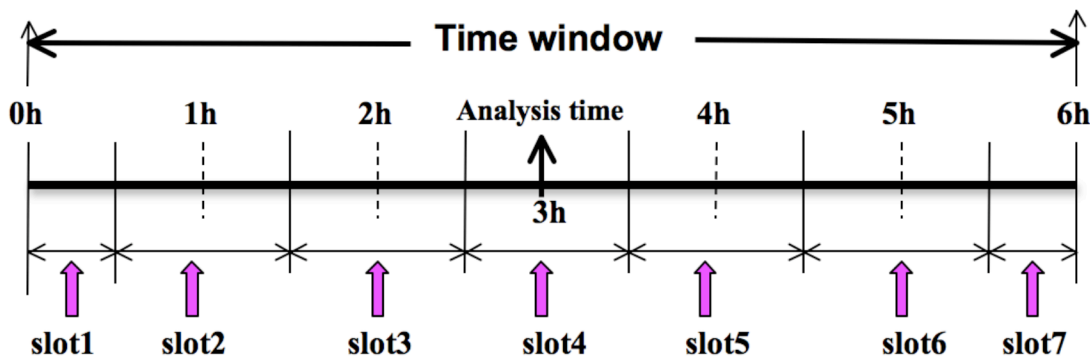 Time window
0h 1h 2h Analysis time 4h 5h 6h
3h
slot1 slot2 slot3 slot4 slot5 slot6 slot7